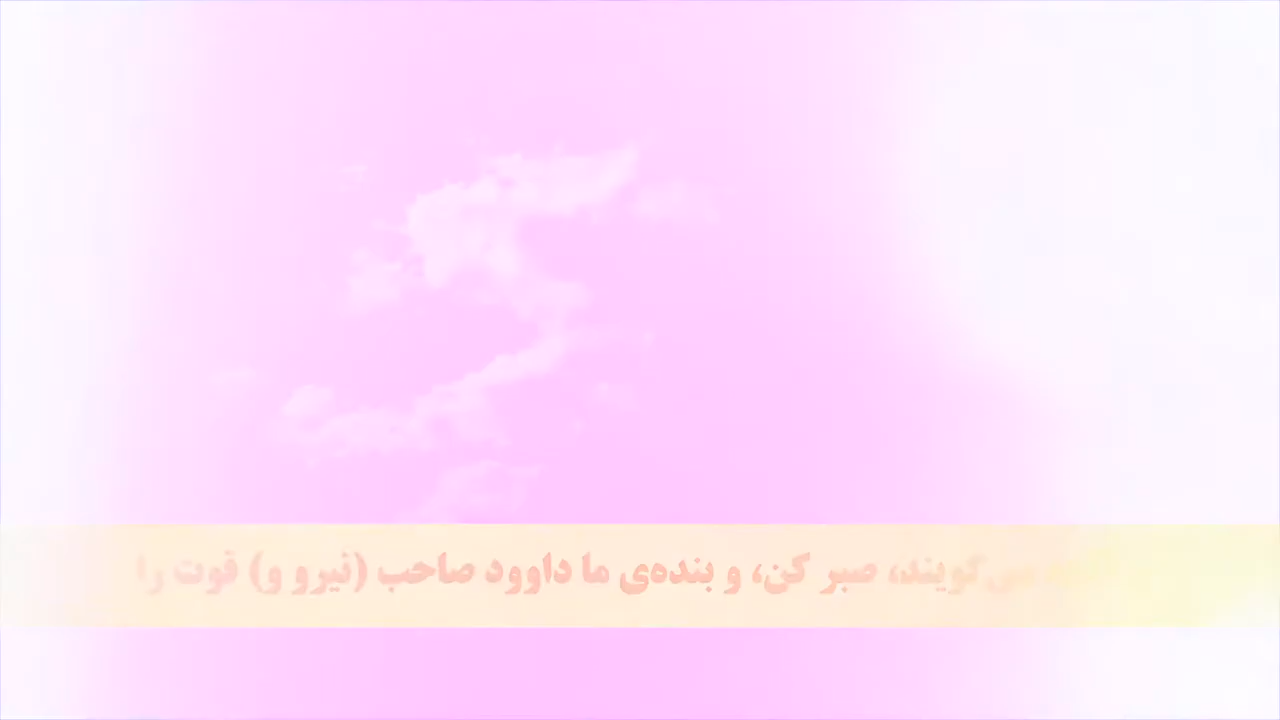 می‌گویند، صبر کن، و بنده‌ی ما داوود صاحب (نیرو و) قوت را